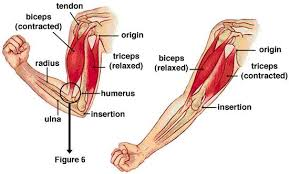 tendon
biceps
(contracted)
origin
radius
triceps
(relaxed)
humerus
ulna
insertion
Figure 6
biceps
(relaxed)
origin
triceps
(contracted)
insertion